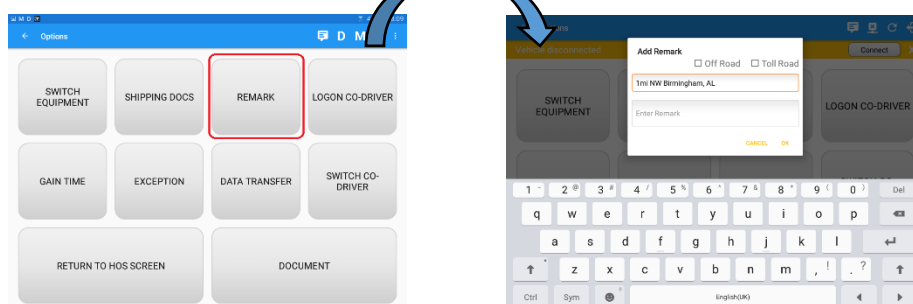 M D
Options
D M
SWITCH
EQUIPMENT
SHIPPING DOCS
REMARK
LOGON CO-DRIVER
GAIN TIME
EXCEPTION
DATA TRANSFER
SWITCH CO-
DRIVER
RETURN TO HOS SCREEN
DOCUMENT
Vehicle disconnected
Connect
Add Remark
Off Road
Toll Road
1mi NW Birmingham, AL
Enter Remark
CANCEL OK
SWITCH
EQUIPMENT
LOGON CO-DRIVER
1 - 2 @ 3 # 4 / 5 % 6 ^ 7 & 8 * 9 ( 0 ) Del
q w e r t y u i o p
a s d f g h j k l
z x c v b n m , ! . ?
Ctrl Sym English(UK)